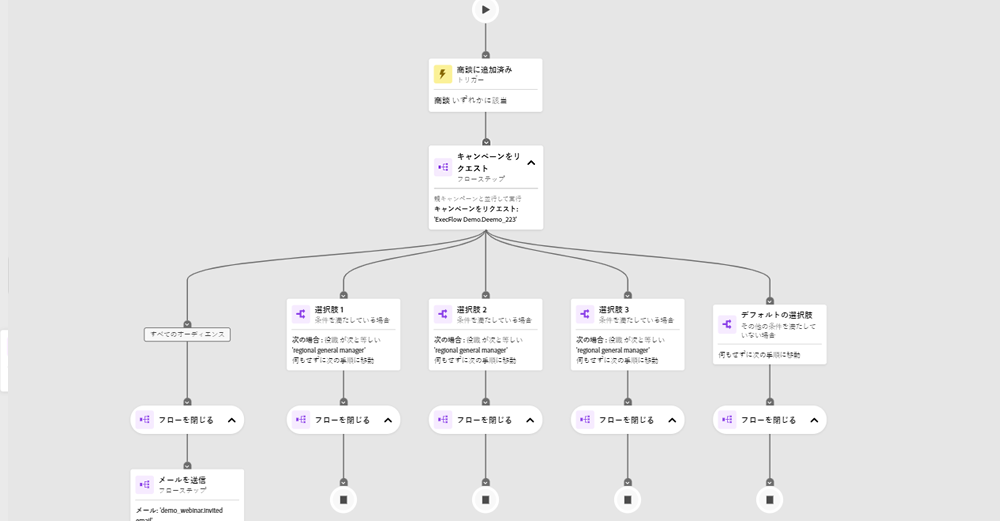 商談に追加済み
トリガー
商談 いずれかに該当
キャンペーンをリ
クエスト
フローステップ
親キャンペーンと並行して実行
キャンペーンをリクエスト:
'ExecFlow Demo.Deemo_223'
すべてのオーディエンス
選択肢 1
条件を満たしている場合
次の場合 : 役職 が次と等しい
'regional general manager'
何もせずに次の手順に移動
選択肢 2
条件を満たしている場合
次の場合 : 役職 が次と等しい
'regional general manager'
何もせずに次の手順に移動
選択肢 3
条件を満たしている場合
次の場合 : 役職 が次と等しい
'regional general manager'
何もせずに次の手順に移動
デフォルトの選択肢
その他の条件を満たして
いない場合
何もせずに次の手順に移動
フローを閉じる
フローを閉じる
フローを閉じる
フローを閉じる
フローを閉じる
メールを送信
フローステップ
メール: 'demo_webinar.invited
email'